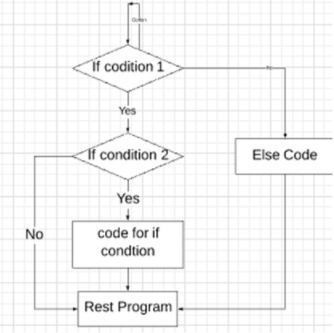 If codition 1
Yes
If condition 2
Else Code
Yes
No
code for if
condtion
Rest Program